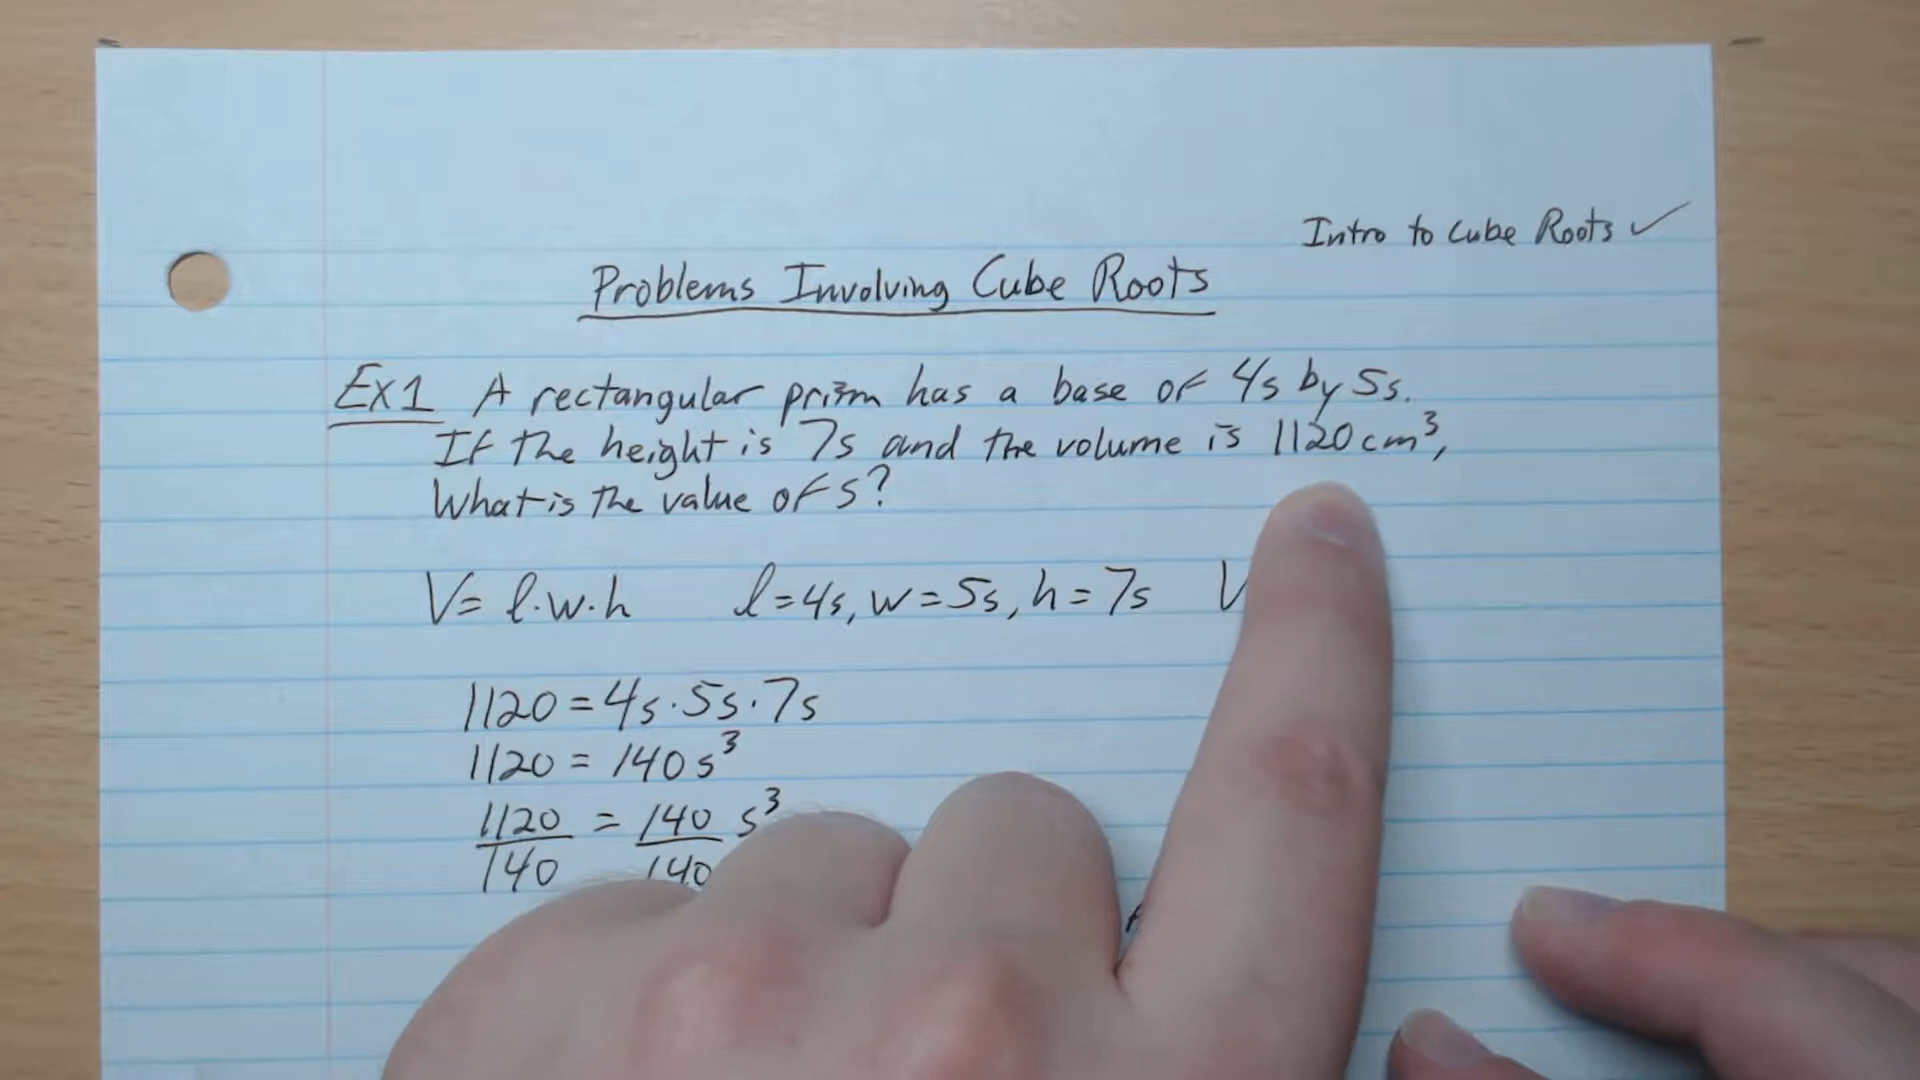 Intro to Cube Roots ✓
Problems Involving Cube Roots
Ex1 A rectangular prism has a base of 4s by 5s.
If the height is 7s and the volume is 1120cm³,
What is the value of s?
V= l·w·h l=4s, w=5s, h=7s V
1120=4s·5s·7s
1120 = 140s³
1120/140 = 140/140 s³